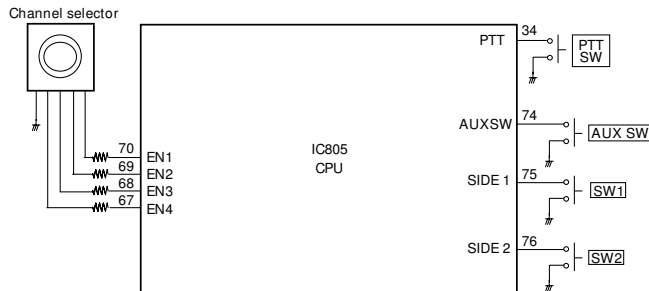 Channel selector
34
PTT
PTT
SW
74
AUXSW
AUX SW
70
EN1
IC805
CPU
69
EN2
75
SIDE 1
SW1
68
EN3
67
EN4
76
SIDE 2
SW2